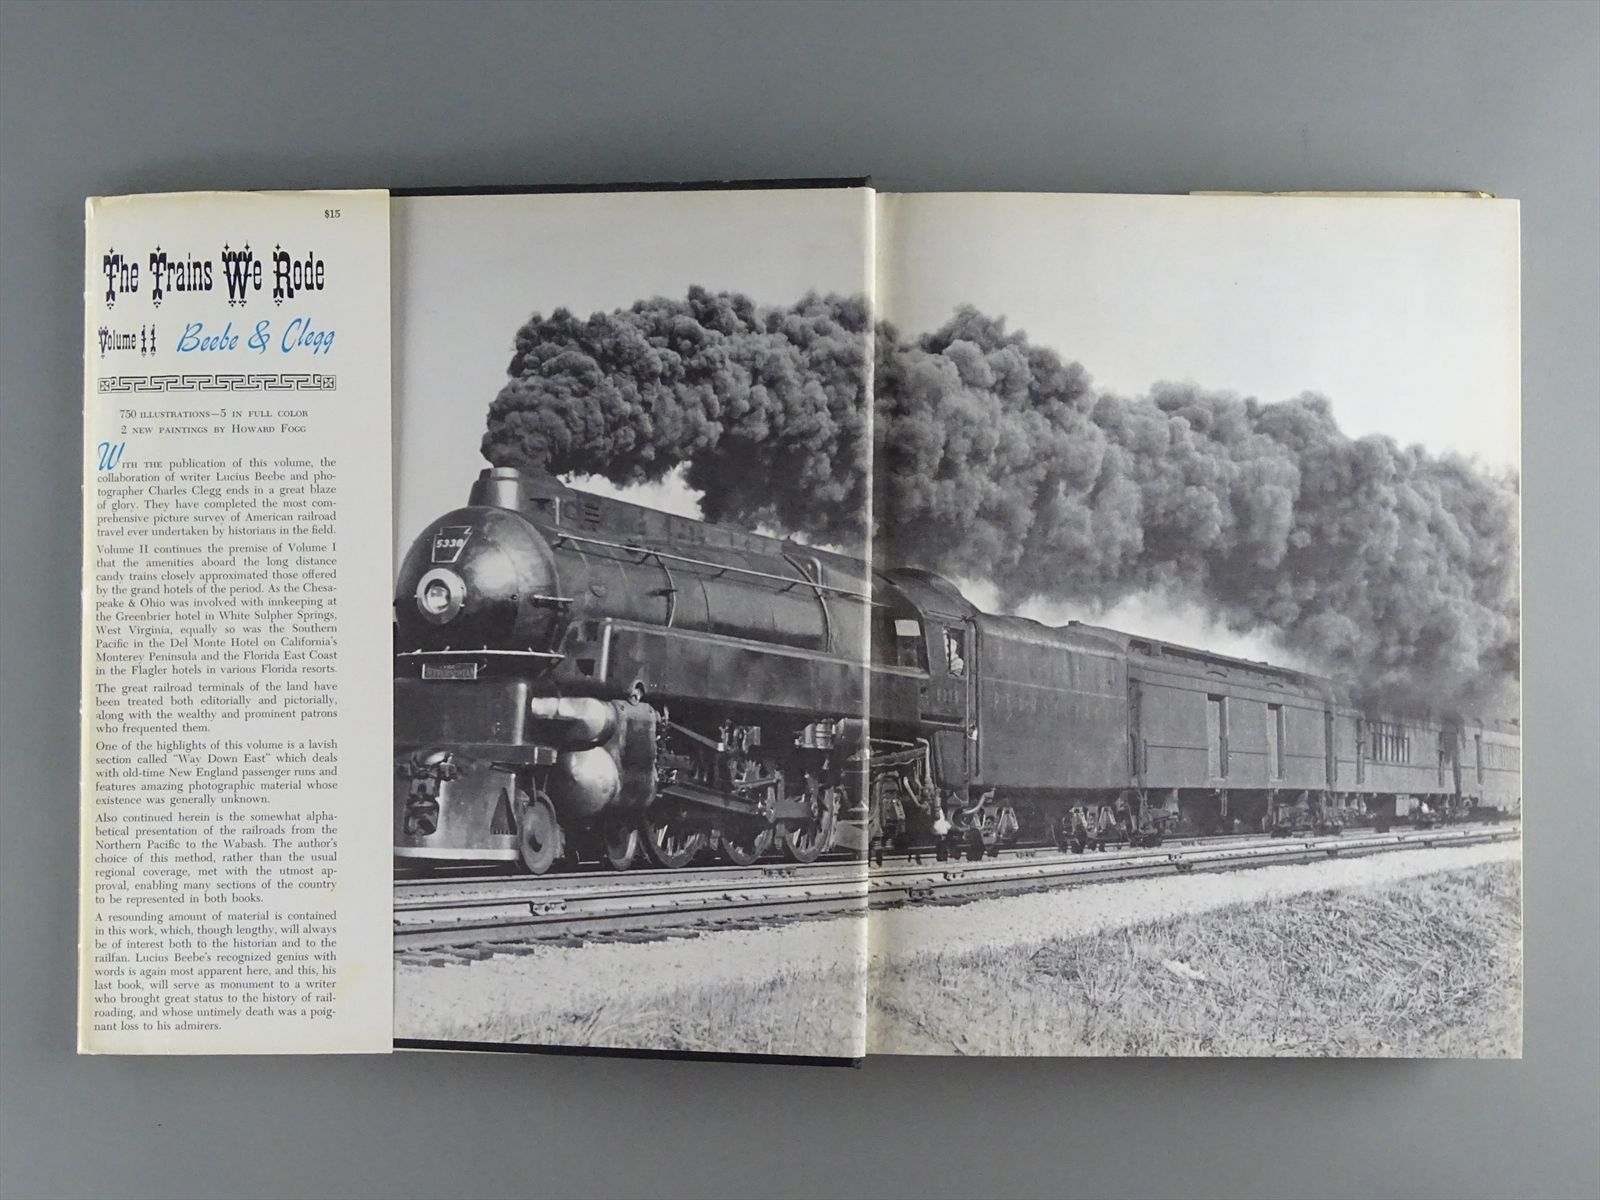 $15
The Trains We Rode
Volume II Beebe & Clegg
750 illustrations—5 in full color
2 new paintings by Howard Fogg
With the publication of this volume, the
collaboration of writer Lucius Beebe and pho-
tographer Charles Clegg ends in a great blaze
of glory. They have completed the most com-
prehensive picture survey of American railroad
travel ever undertaken by historians in the field.
Volume II continues the premise of Volume I
that the amenities aboard the long distance
candy trains closely approximated those offered
by the grand hotels of the period. As the Chesa-
peake & Ohio was involved with innkeeping at
the Greenbrier hotel in White Sulpher Springs,
West Virginia, equally so was the Southern
Pacific in the Del Monte Hotel on California's
Monterey Peninsula and the Florida East Coast
in the Flagler hotels in various Florida resorts.
The great railroad terminals of the land have
been treated both editorially and pictorially,
along with the wealthy and prominent patrons
who frequented them.
One of the highlights of this volume is a lavish
section called "Way Down East" which deals
with old-time New England passenger runs and
features amazing photographic material whose
existence was generally unknown.
Also continued herein is the somewhat alpha-
betical presentation of the railroads from the
Northern Pacific to the Wabash. The author's
choice of this method, rather than the usual
regional coverage, met with the utmost ap-
proval, enabling many sections of the country
to be represented in both books.
A resounding amount of material is contained
in this work, which, though lengthy, will always
be of interest both to the historian and to the
railfan. Lucius Beebe's recognized genius with
words is again most apparent here, and this, his
last book, will serve as monument to a writer
who brought great status to the history of rail-
roading, and whose untimely death was a poig-
nant loss to his admirers.
5338